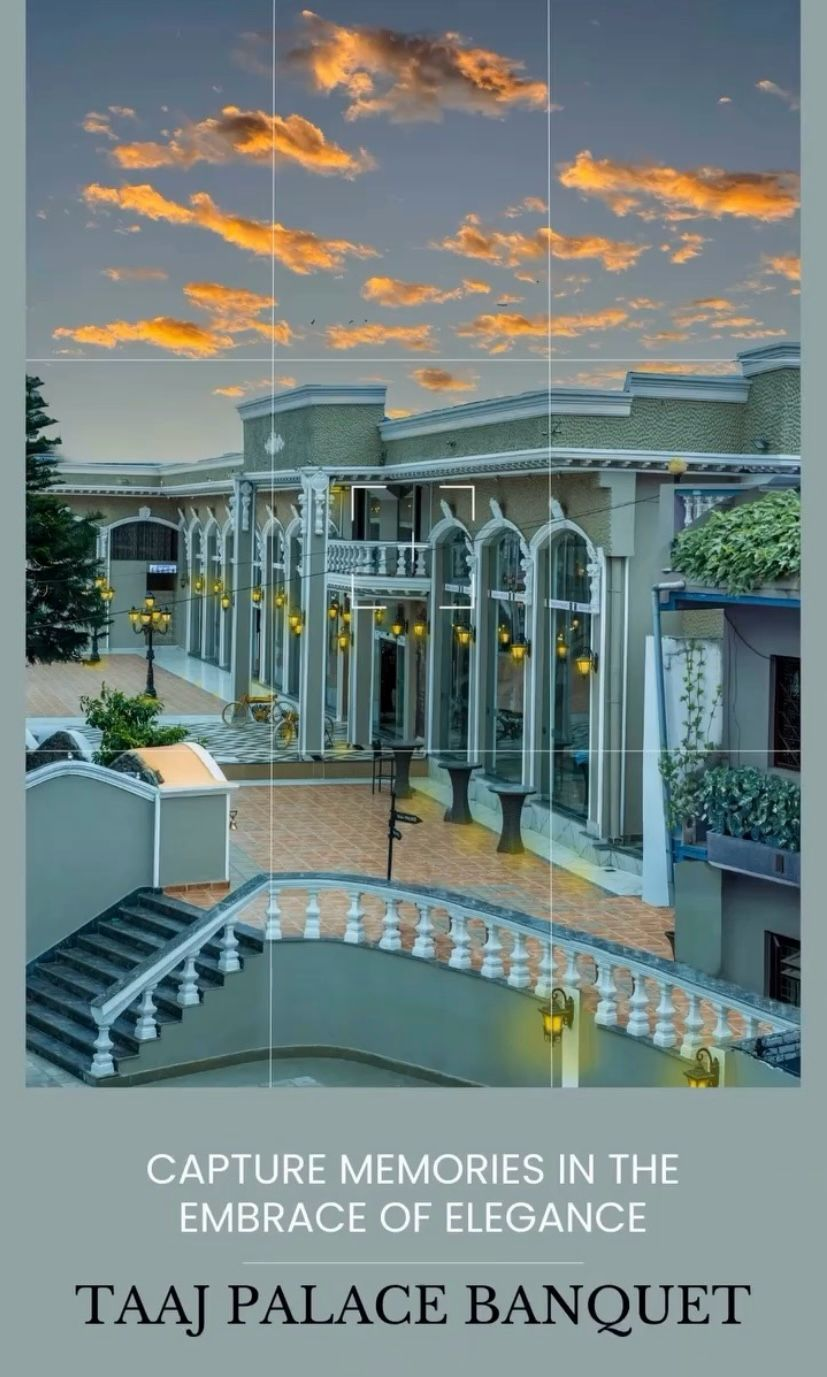 CAPTURE MEMORIES IN THE
EMBRACE OF ELEGANCE
TAAJ PALACE BANQUET